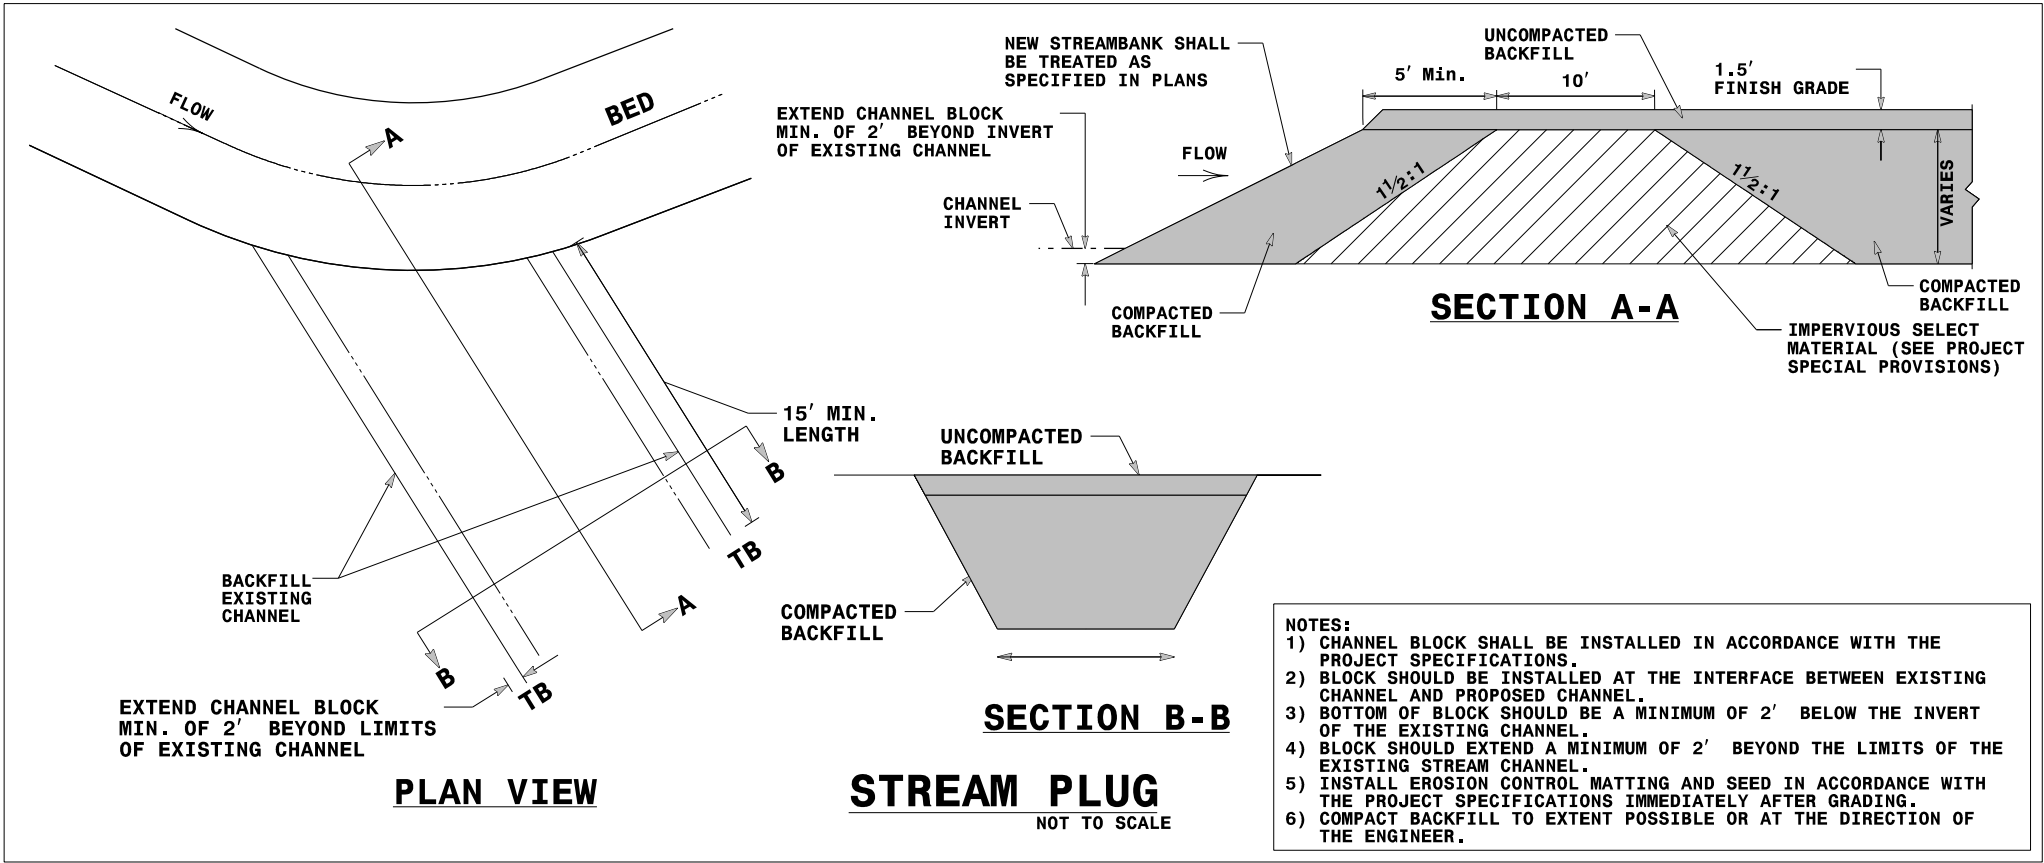 FLOW
BED
A
15′ MIN.
LENGTH
B
TB
BACKFILL
EXISTING
CHANNEL
A
B
TB
EXTEND CHANNEL BLOCK
MIN. OF 2′ BEYOND LIMITS
OF EXISTING CHANNEL
PLAN VIEW
NEW STREAMBANK SHALL
BE TREATED AS
SPECIFIED IN PLANS
UNCOMPACTED
BACKFILL
5′ Min.
10′
1.5′
FINISH GRADE
EXTEND CHANNEL BLOCK
MIN. OF 2′ BEYOND INVERT
OF EXISTING CHANNEL
FLOW
CHANNEL
INVERT
1 1/2:1
1 1/2:1
VARIES
COMPACTED
BACKFILL
COMPACTED
BACKFILL
IMPERVIOUS SELECT
MATERIAL (SEE PROJECT
SPECIAL PROVISIONS)
SECTION A-A
UNCOMPACTED
BACKFILL
COMPACTED
BACKFILL
SECTION B-B
STREAM PLUG
NOT TO SCALE
NOTES:
1) CHANNEL BLOCK SHALL BE INSTALLED IN ACCORDANCE WITH THE
PROJECT SPECIFICATIONS.
2) BLOCK SHOULD BE INSTALLED AT THE INTERFACE BETWEEN EXISTING
CHANNEL AND PROPOSED CHANNEL.
3) BOTTOM OF BLOCK SHOULD BE A MINIMUM OF 2′ BELOW THE INVERT
OF THE EXISTING CHANNEL.
4) BLOCK SHOULD EXTEND A MINIMUM OF 2′ BEYOND THE LIMITS OF THE
EXISTING STREAM CHANNEL.
5) INSTALL EROSION CONTROL MATTING AND SEED IN ACCORDANCE WITH
THE PROJECT SPECIFICATIONS IMMEDIATELY AFTER GRADING.
6) COMPACT BACKFILL TO EXTENT POSSIBLE OR AT THE DIRECTION OF
THE ENGINEER.